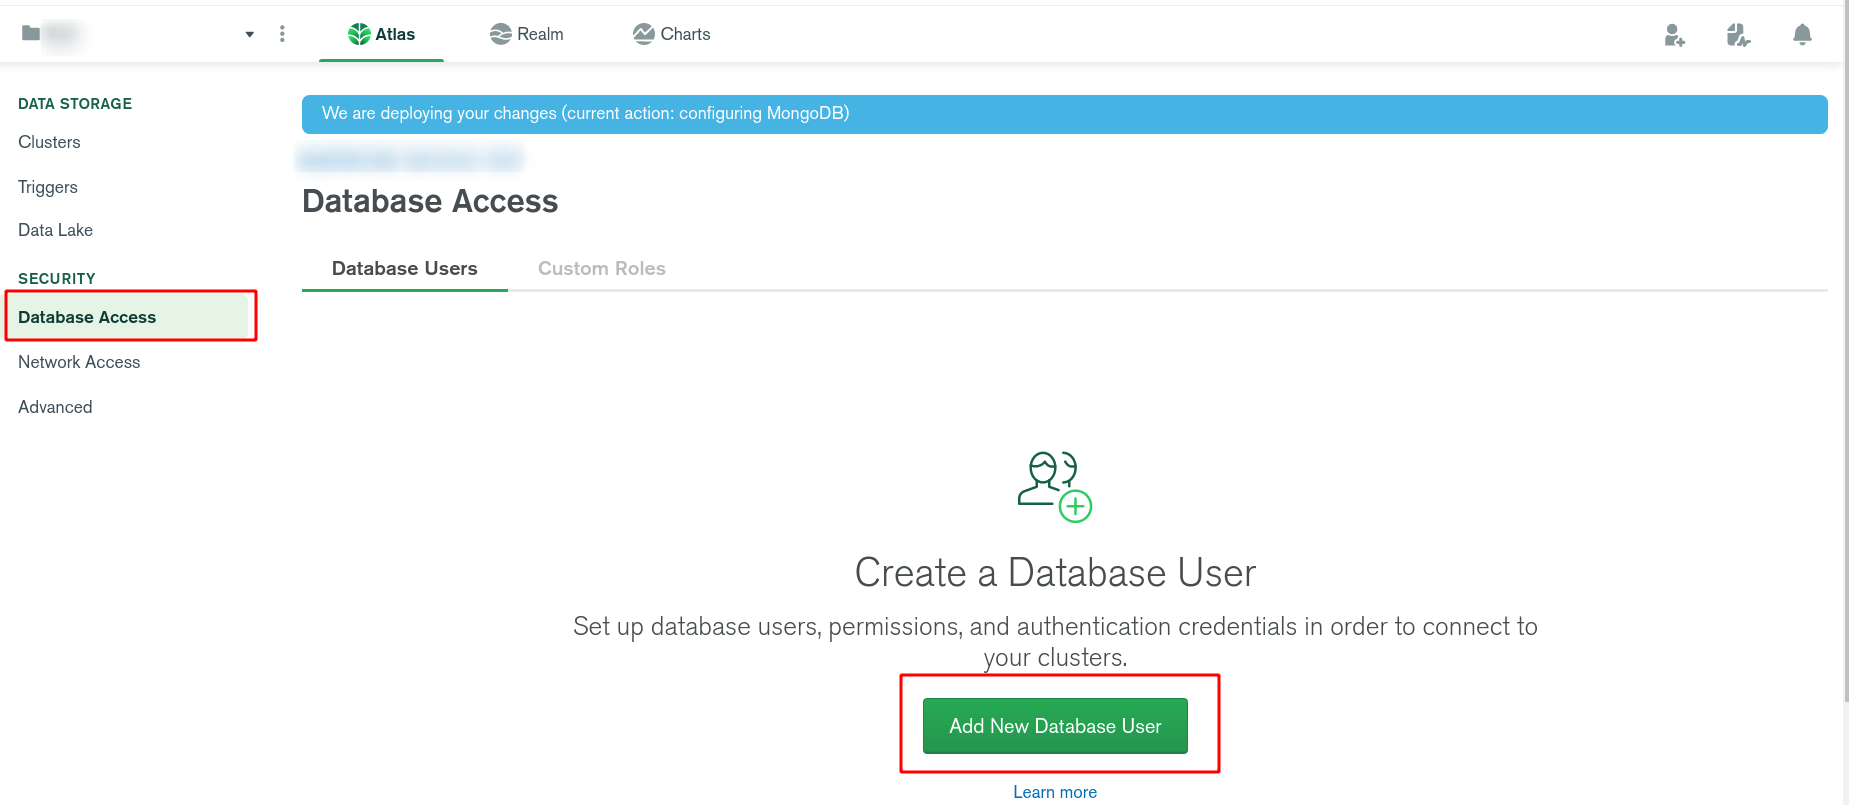 Atlas
Realm
Charts
DATA STORAGE
Clusters
Triggers
Data Lake
SECURITY
Database Access
Network Access
Advanced
We are deploying your changes (current action: configuring MongoDB)
Database Access
Database Users
Custom Roles
Create a Database User
Set up database users, permissions, and authentication credentials in order to connect to
your clusters.
Add New Database User
Learn more